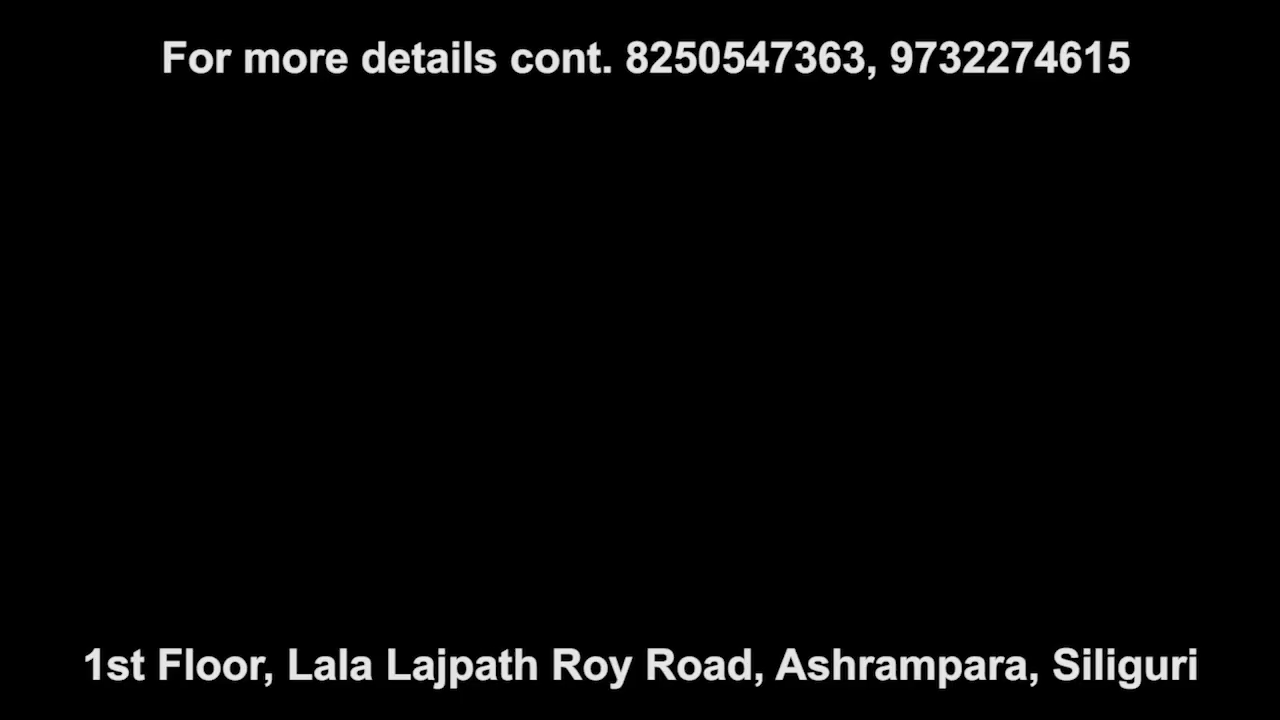 For more details cont. 8250547363, 9732274615
1st Floor, Lala Lajpath Roy Road, Ashrampara, Siliguri